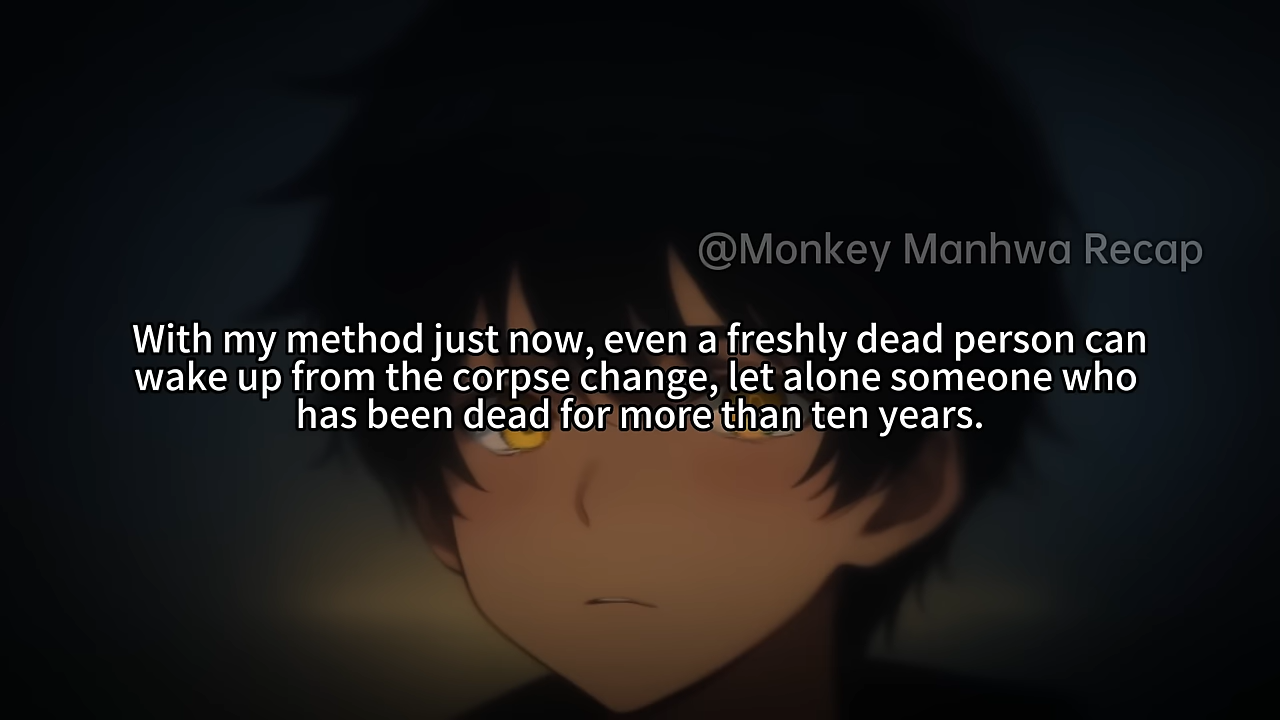 @Monkey Manhwa Recap
With my method just now, even a freshly dead person can
wake up from the corpse change, let alone someone who
has been dead for more than ten years.